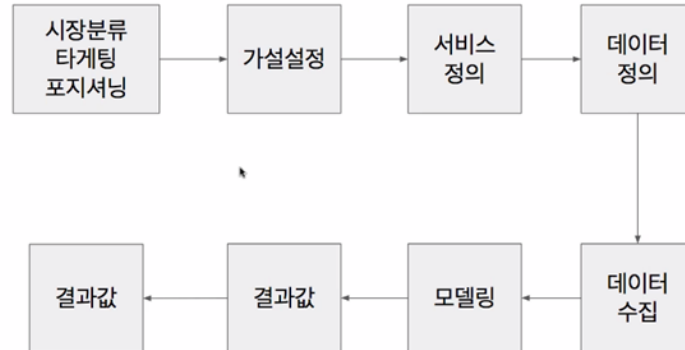 시장분류
타게팅
포지셔닝
가설설정
서비스
정의
데이터
정의
데이터
수집
모델링
결과값
결과값